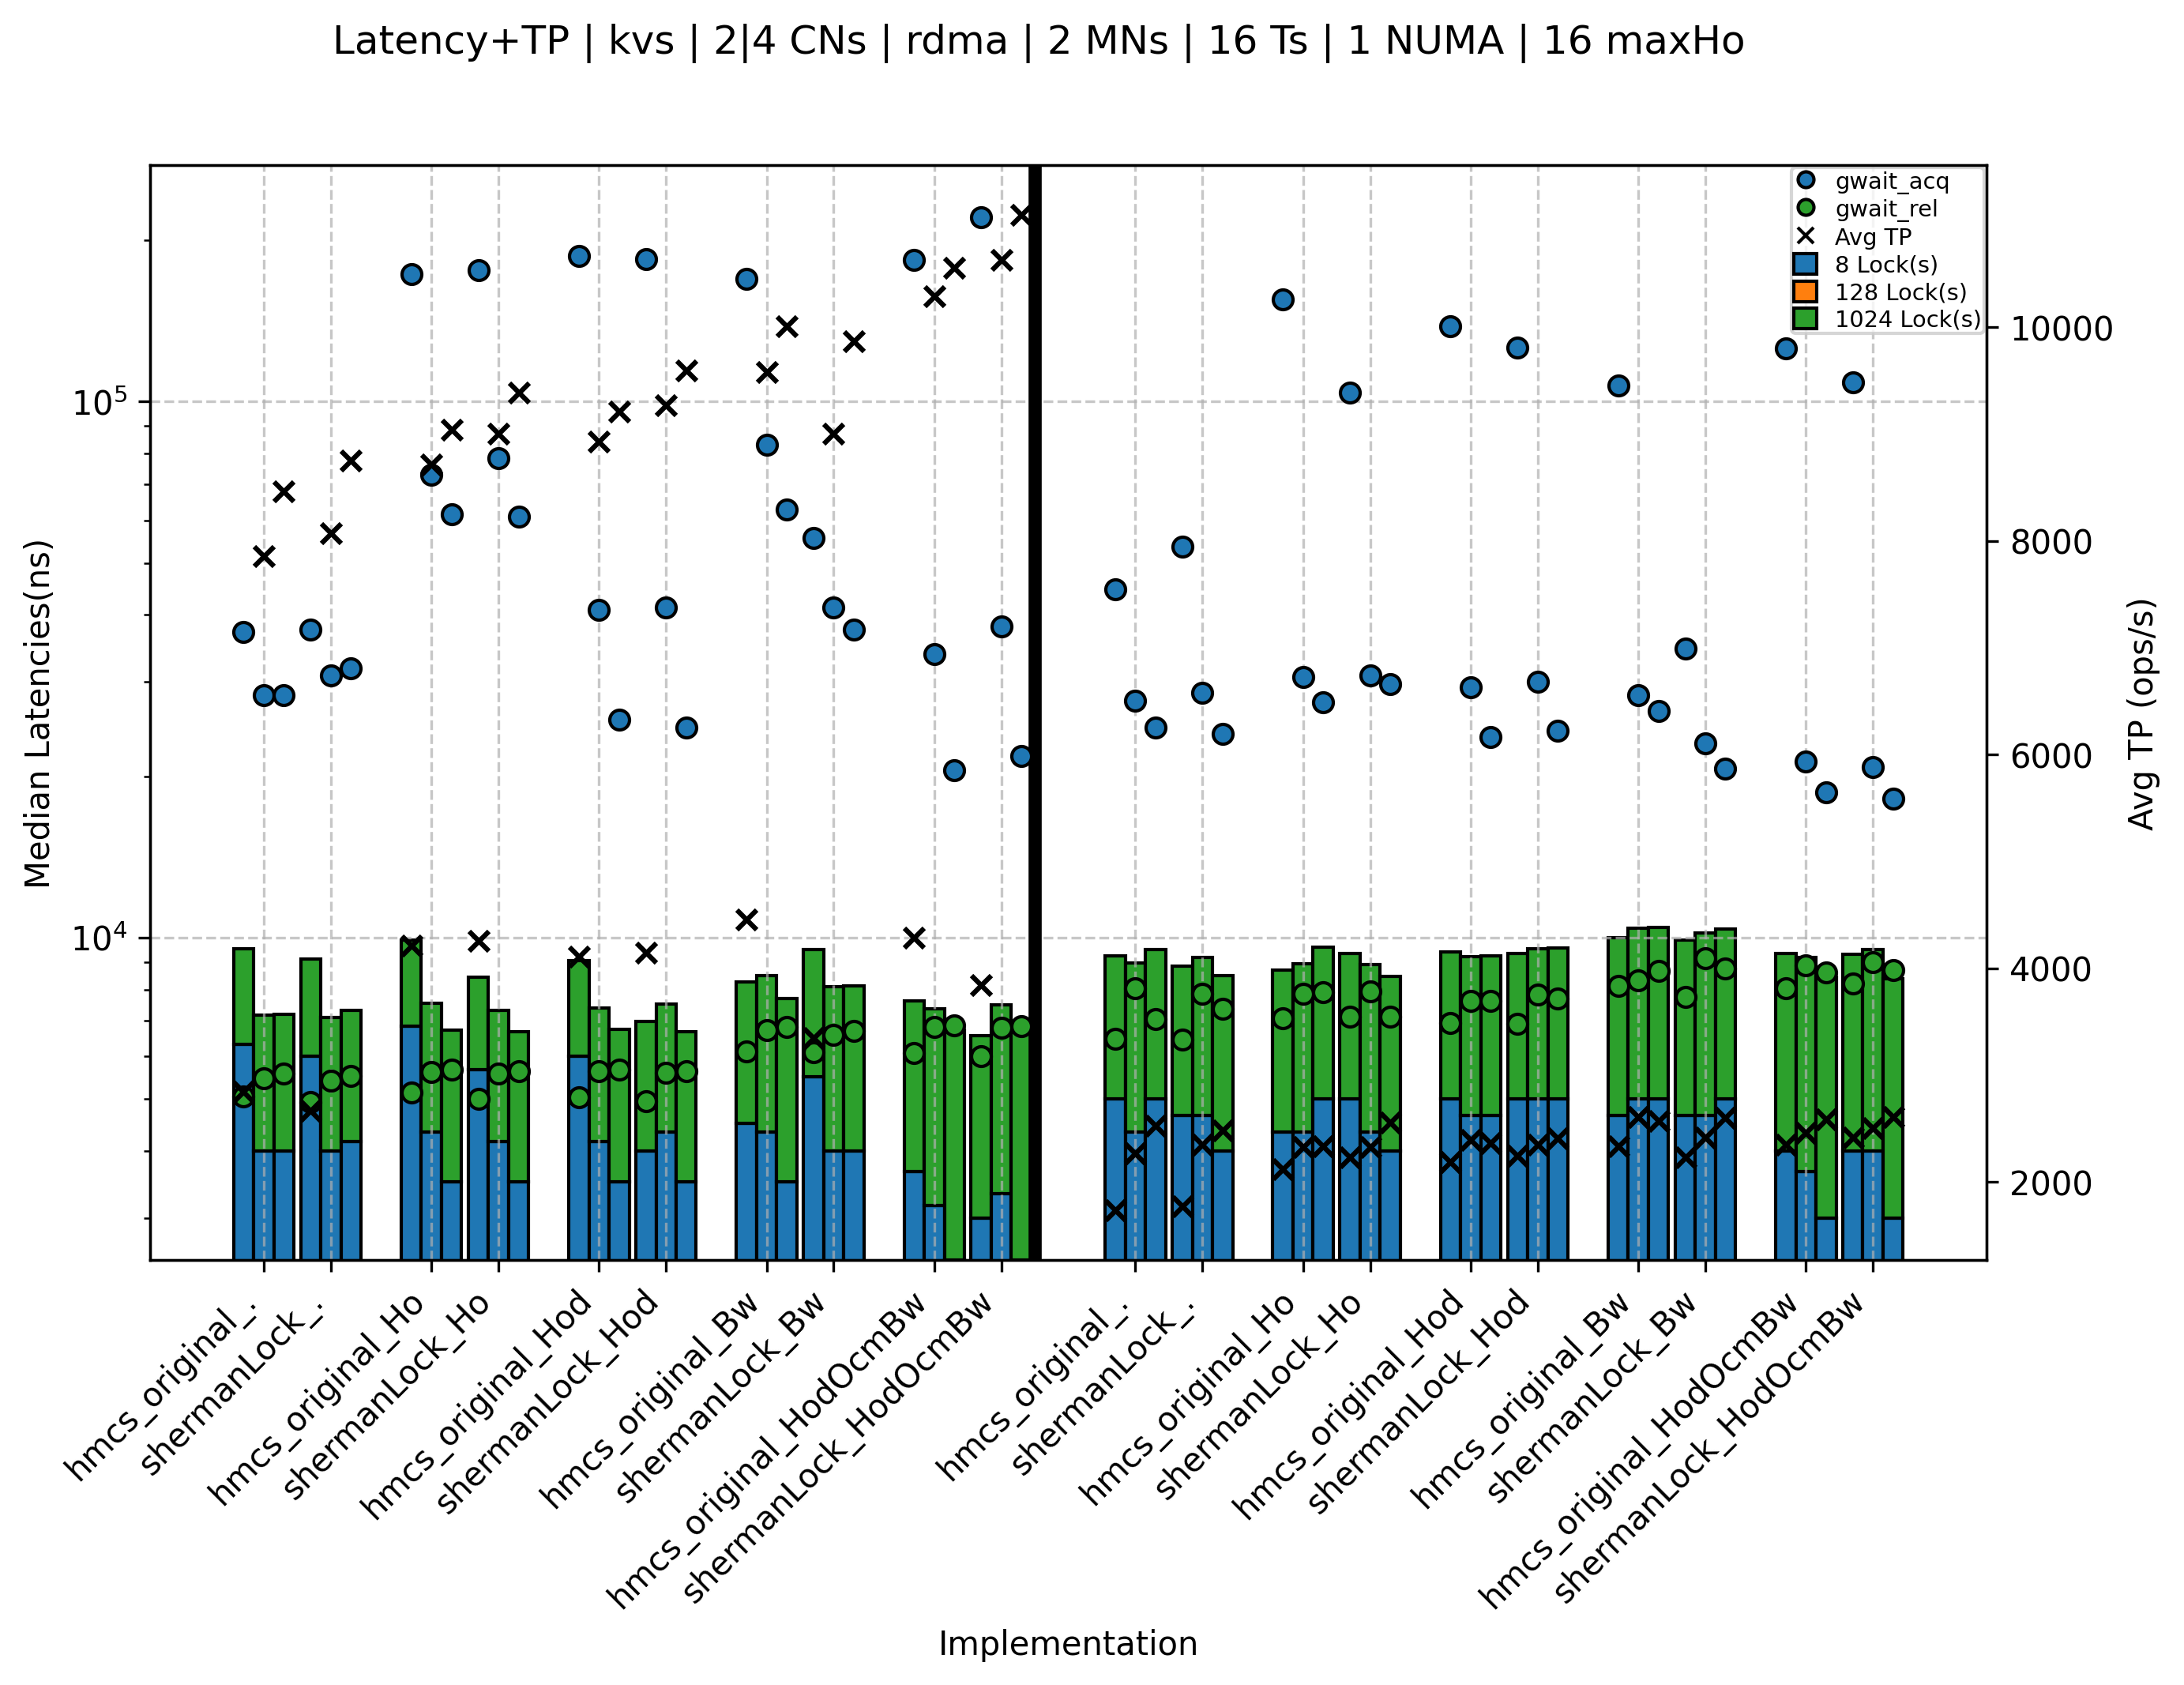 Latency+TP | kvs | 2|4 CNs | rdma | 2 MNs | 16 Ts | 1 NUMA | 16 maxHo
gwait_acq
gwait_rel
Avg TP
8 Lock(s)
128 Lock(s)
1024 Lock(s)
Median Latencies(ns)
10^5
10^4
Avg TP (ops/s)
10000
8000
6000
4000
2000
hmcs_original_.
shermanLock_.
hmcs_original_Ho
shermanLock_Ho
hmcs_original_Hod
shermanLock_Hod
hmcs_original_Bw
shermanLock_Bw
hmcs_original_HodOcmBw
shermanLock_HodOcmBw
hmcs_original_.
shermanLock_.
hmcs_original_Ho
shermanLock_Ho
hmcs_original_Hod
shermanLock_Hod
hmcs_original_Bw
shermanLock_Bw
hmcs_original_HodOcmBw
shermanLock_HodOcmBw
Implementation